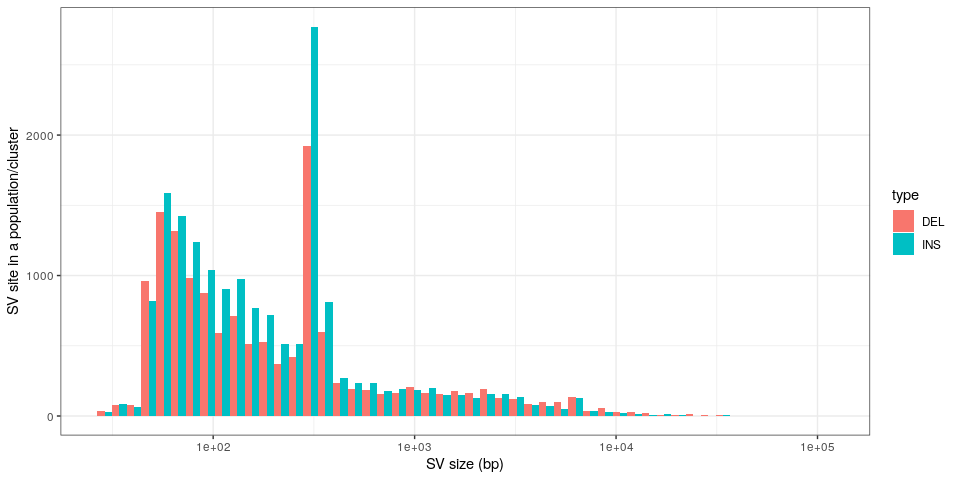 SV site in a population/cluster
2000
1000
0
1e+02
1e+03
1e+04
1e+05
SV size (bp)
type
DEL
INS